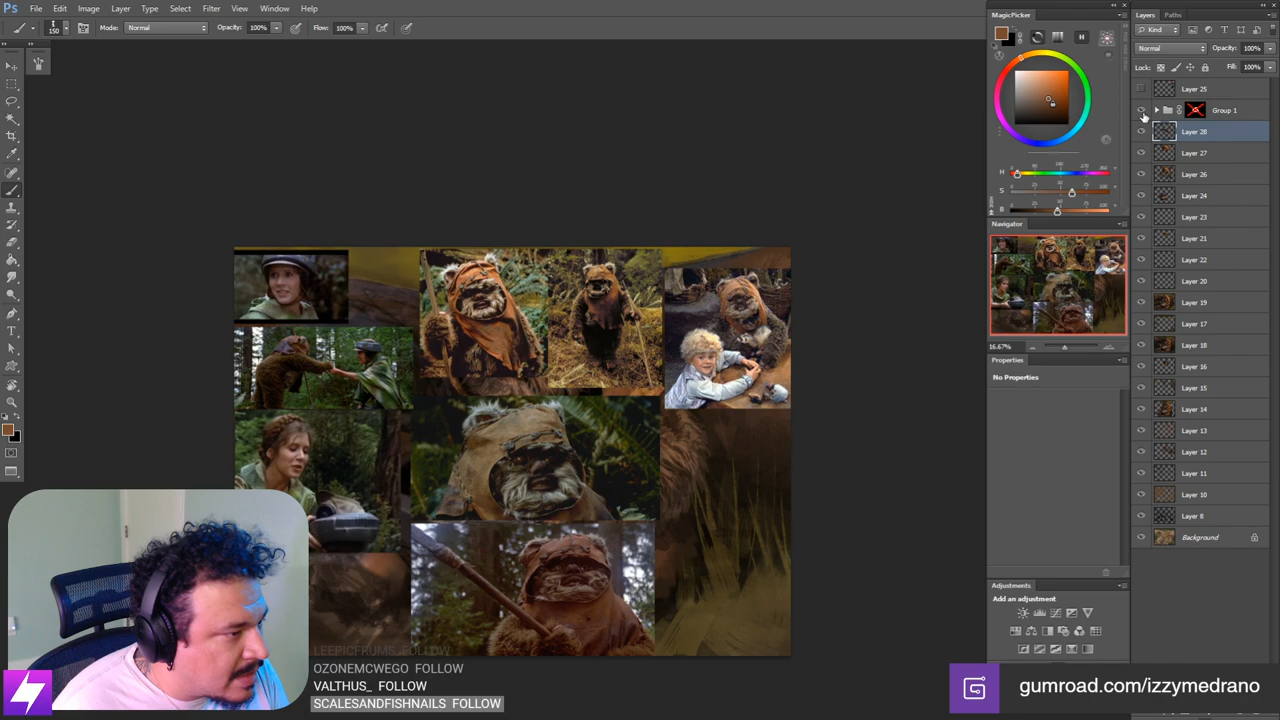 Ps File Edit Image Layer Type Select Filter View Window Help
150 Mode: Normal Opacity: 100% Flow: 100%
MagicPicker
H
H
S
B
Navigator
16.67%
Properties
No Properties
Adjustments
Add an adjustment
Layers Paths
Kind
Normal Opacity: 100%
Lock: Fill: 100%
Layer 25
Group 1
Layer 28
Layer 27
Layer 26
Layer 24
Layer 23
Layer 21
Layer 22
Layer 20
Layer 19
Layer 17
Layer 18
Layer 16
Layer 15
Layer 14
Layer 13
Layer 12
Layer 11
Layer 10
Layer 8
Background
LEEPICFRUMS FOLLOW
OZONEMCWEGO FOLLOW
VALTHUS_ FOLLOW
SCALESANDFISHNAILS FOLLOW
gumroad.com/izzymedrano